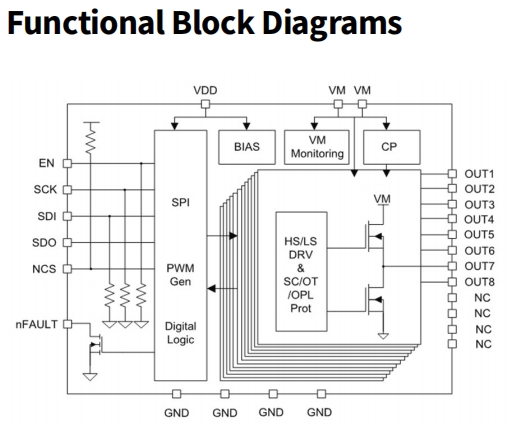 Functional Block Diagrams
VDD
VM
VM
BIAS
VM
Monitoring
CP
EN
SCK
SDI
SDO
NCS
nFAULT
SPI
PWM
Gen
Digital
Logic
VM
HS/LS
DRV
&
SC/OT
/OPL
Prot
OUT1
OUT2
OUT3
OUT4
OUT5
OUT6
OUT7
OUT8
NC
NC
NC
NC
GND
GND
GND
GND